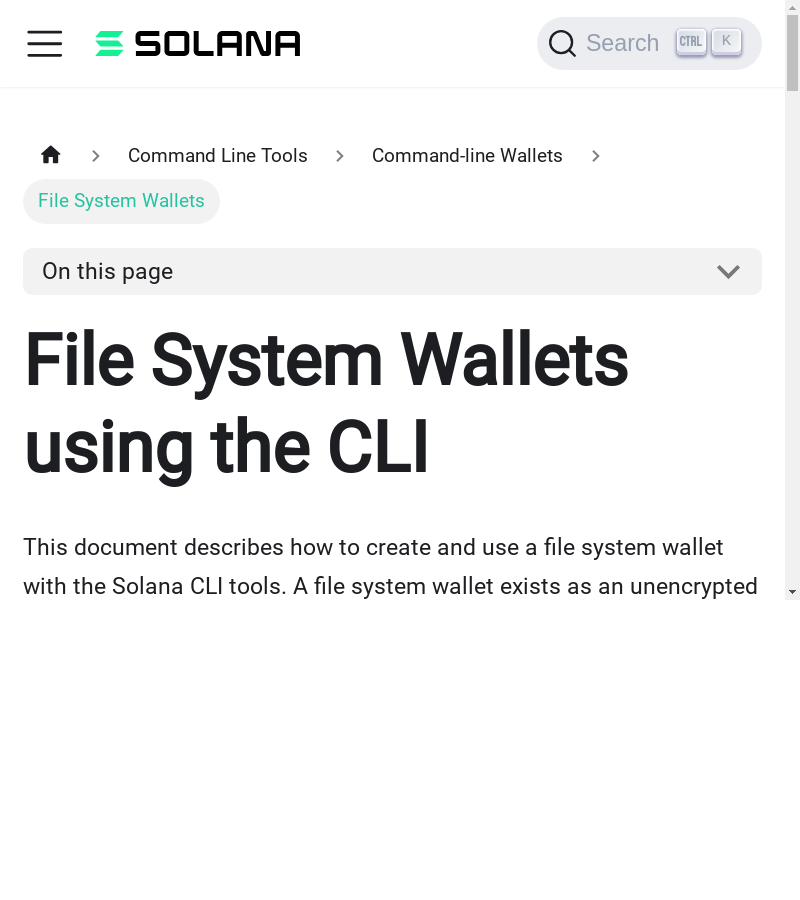 SOLANA
Search CTRL K
Command Line Tools Command-line Wallets
File System Wallets
On this page
File System Wallets
using the CLI
This document describes how to create and use a file system wallet
with the Solana CLI tools. A file system wallet exists as an unencrypted